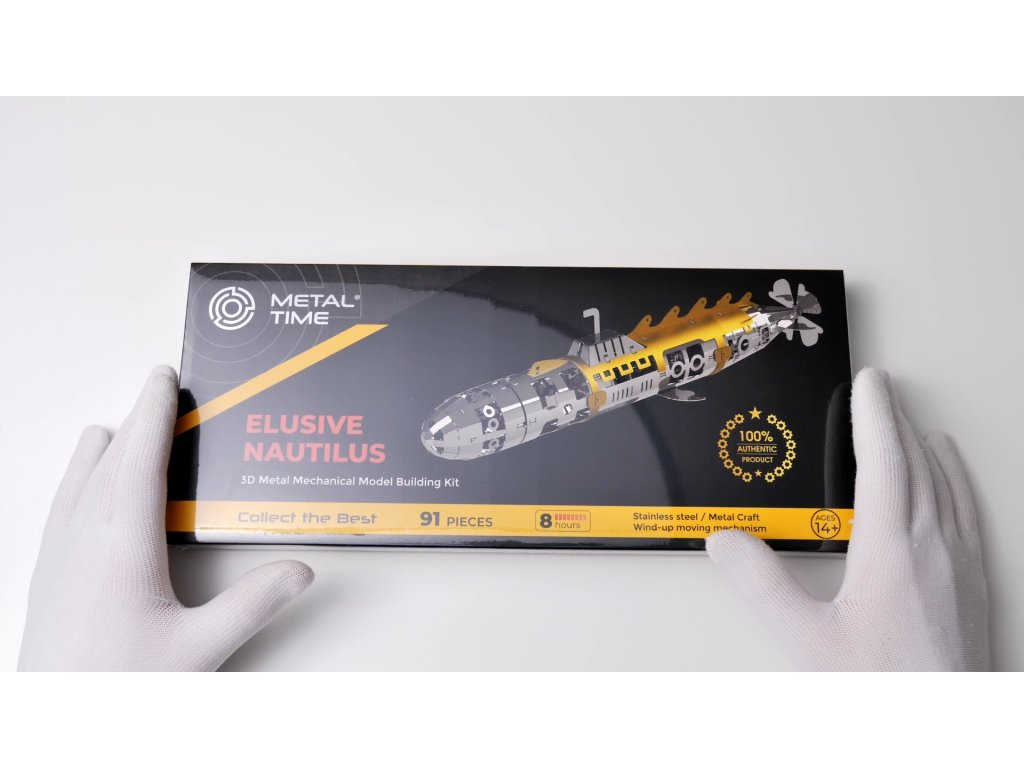 METAL®
TIME
ELUSIVE
NAUTILUS
3D Metal Mechanical Model Building Kit
100%
AUTHENTIC
PRODUCT
Collect the Best
91 PIECES
8 hours
Stainless steel / Metal Craft
Wind-up moving mechanism
AGES
14+